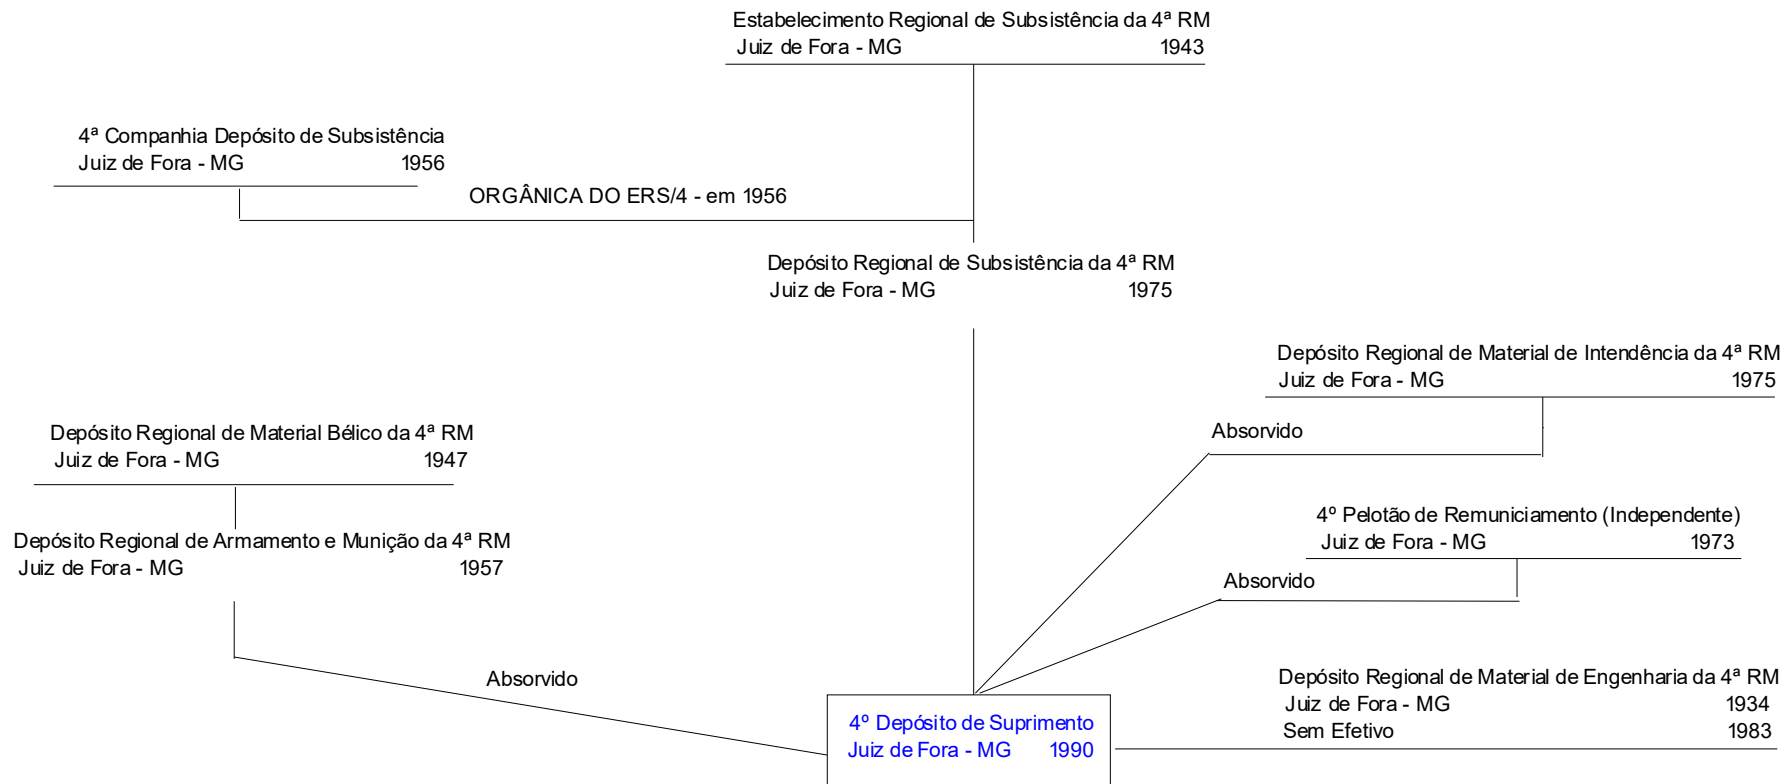 Estabelecimento Regional de Subsistência da 4ª RM
Juiz de Fora - MG 1943
4ª Companhia Depósito de Subsistência
Juiz de Fora - MG 1956
ORGÂNICA DO ERS/4 - em 1956
Depósito Regional de Subsistência da 4ª RM
Juiz de Fora - MG 1975
Depósito Regional de Material de Intendência da 4ª RM
Juiz de Fora - MG 1975
Absorvido
Depósito Regional de Material Bélico da 4ª RM
Juiz de Fora - MG 1947
4º Pelotão de Remuniciamento (Independente)
Juiz de Fora - MG 1973
Depósito Regional de Armamento e Munição da 4ª RM
Juiz de Fora - MG 1957
Absorvido
Absorvido
Depósito Regional de Material de Engenharia da 4ª RM
Juiz de Fora - MG 1934
Sem Efetivo 1983
4º Depósito de Suprimento
Juiz de Fora - MG 1990